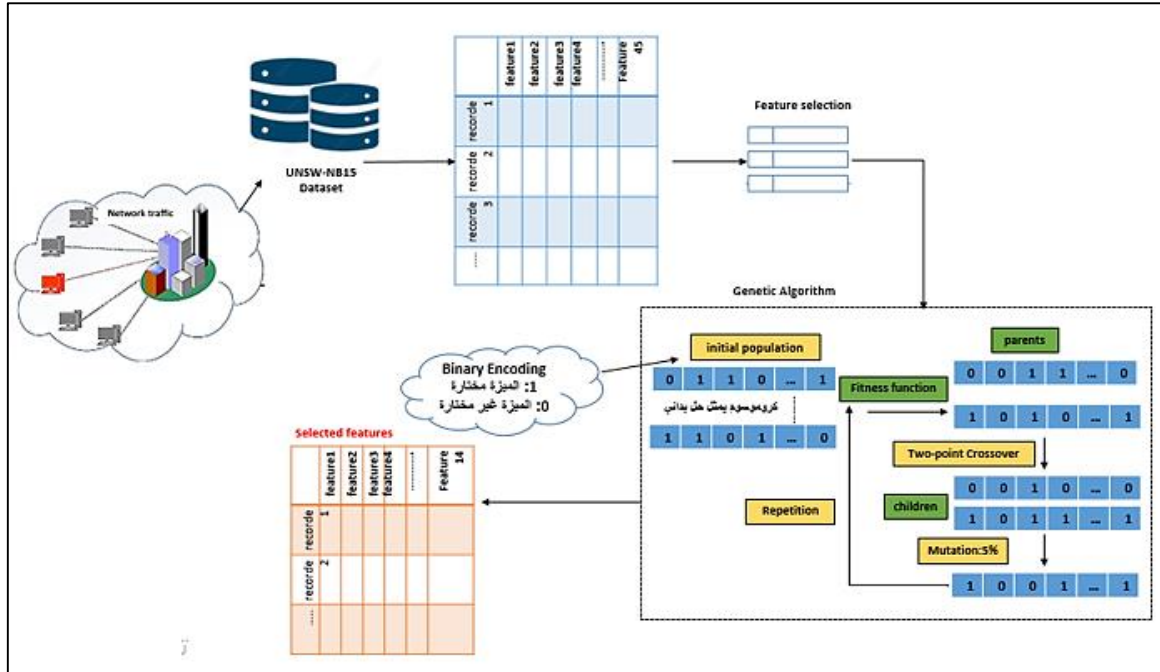 Network traffic
UNSW-NB15
Dataset
feature1
feature2
feature3
feature4
..........
Feature
45
recorde 1
recorde 2
recorde 3
.....
Feature selection
Genetic Algorithm
initial population
0 1 1 0 ... 1
كروموسوم يمثل حل بدائي
1 1 0 1 ... 0
Binary Encoding
1: الميزة مختارة
0: الميزة غير مختارة
parents
0 0 1 1 ... 0
Fitness function
1 0 1 0 ... 1
Two-point Crossover
0 0 1 0 ... 0
children
1 0 1 1 ... 1
Repetition
Mutation:5%
1 0 0 1 ... 1
Selected features
feature1
feature2
feature3
feature4
..........
Feature
14
recorde 1
recorde 2
.....